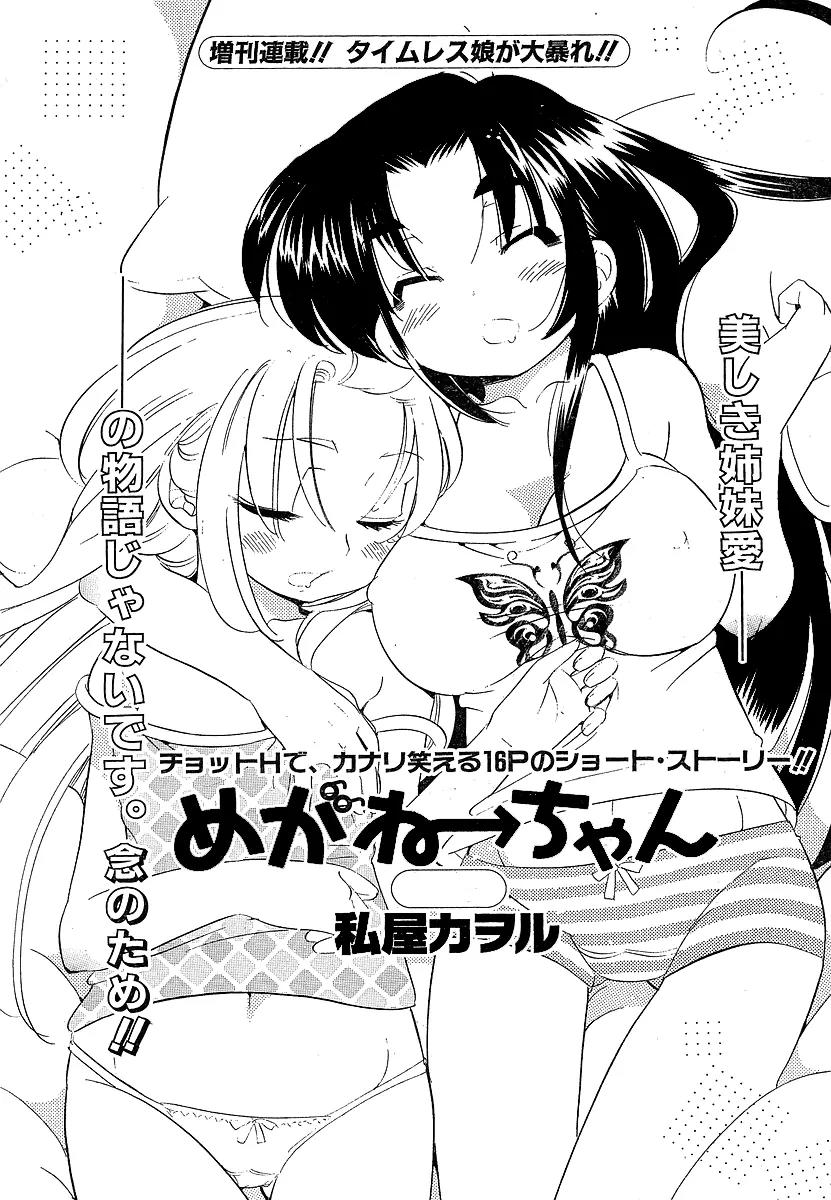 増刊連載!! タイムレス娘が大暴れ!!
美しき姉妹愛――
――の物語じゃないです。念のため!!
チョットHで、カナリ笑える16Pのショート・ストーリー!!
めがねーちゃん
私屋カヲル